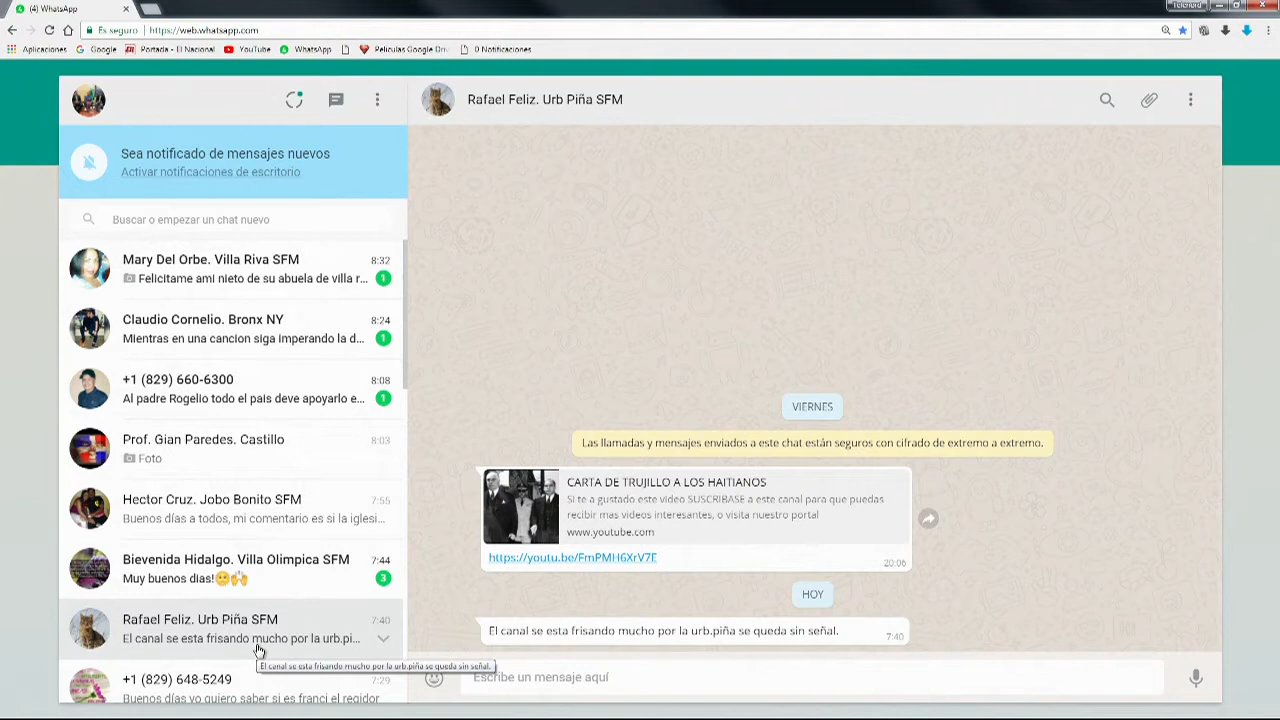 (4) WhatsApp
Telenord
Es seguro | https://web.whatsapp.com
Aplicaciones Google Portada - El Nacional YouTube WhatsApp Peliculas Google Dri 0 Notificaciones
Rafael Feliz. Urb Piña SFM
Sea notificado de mensajes nuevos
Activar notificaciones de escritorio
Buscar o empezar un chat nuevo
Mary Del Orbe. Villa Riva SFM 8:32
Felicitame ami nieto de su abuela de villa r... 1
Claudio Cornelio. Bronx NY 8:24
Mientras en una cancion siga imperando la d... 1
+1 (829) 660-6300 8:08
Al padre Rogelio todo el pais deve apoyarlo e... 1
Prof. Gian Paredes. Castillo 8:03
Foto
Hector Cruz. Jobo Bonito SFM 7:55
Buenos días a todos, mi comentario es si la iglesi...
Bievenida Hidalgo. Villa Olimpica SFM 7:44
Muy buenos dias!🙂🙌 3
Rafael Feliz. Urb Piña SFM 7:40
El canal se esta frisando mucho por la urb.pi...
El canal se esta frisando mucho por la urb.piña se queda sin señal.
+1 (829) 648-5249 7:29
Buenos días yo quiero saber si es franci el regidor
VIERNES
Las llamadas y mensajes enviados a este chat están seguros con cifrado de extremo a extremo.
CARTA DE TRUJILLO A LOS HAITIANOS
Si te a gustado este video SUSCRIBASE a este canal para que puedas
recibir mas videos interesantes, o visita nuestro portal
www.youtube.com
https://youtu.be/FmPMH6XrV7E
20:06
HOY
El canal se esta frisando mucho por la urb.piña se queda sin señal.
7:40
Escribe un mensaje aquí